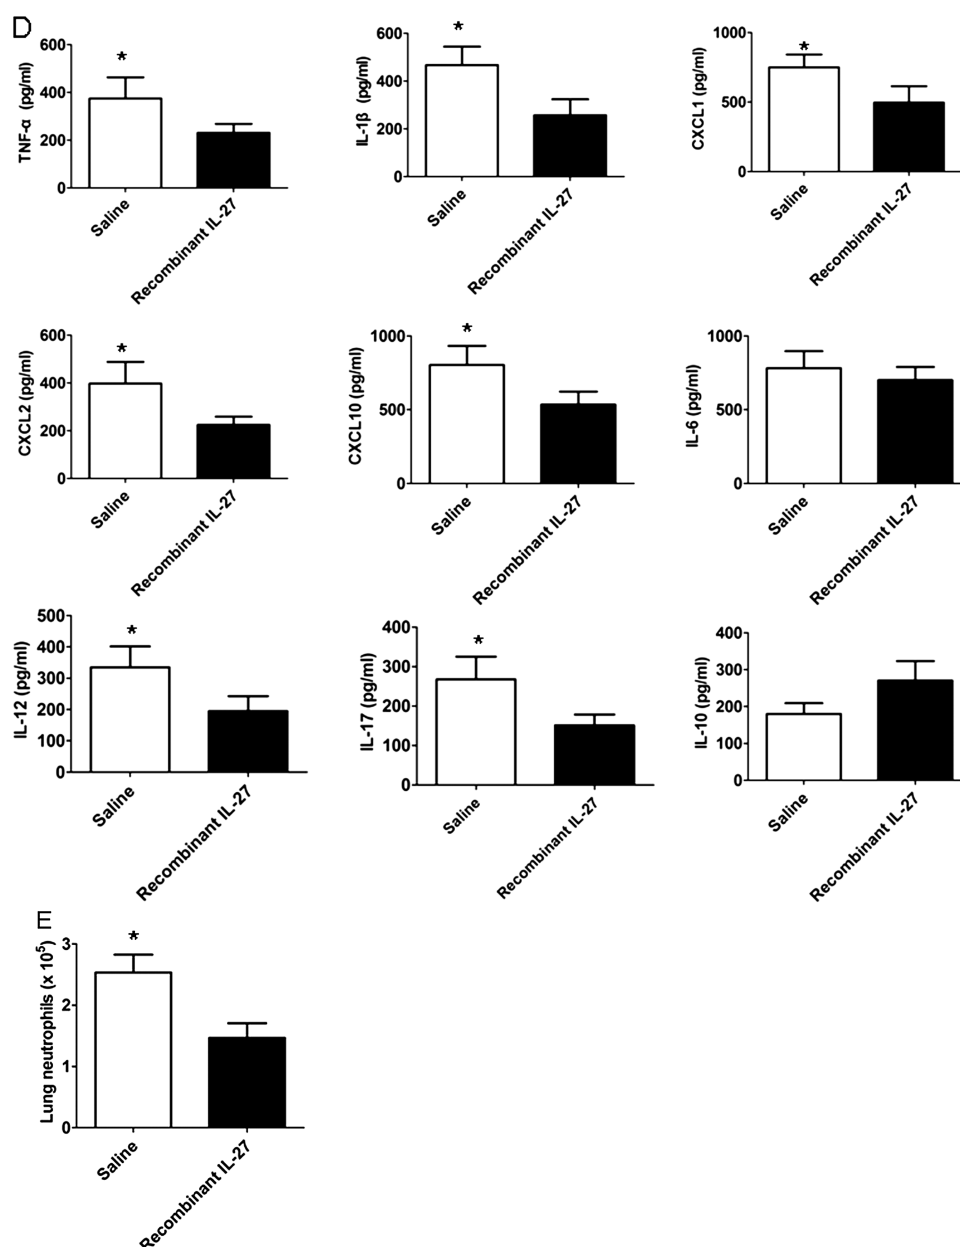 D
TNF-α (pg/ml)
600
400
200
0
*
Saline
Recombinant IL-27
IL-1β (pg/ml)
600
400
200
0
*
Saline
Recombinant IL-27
CXCL1 (pg/ml)
1000
500
0
*
Saline
Recombinant IL-27
CXCL2 (pg/ml)
600
400
200
0
*
Saline
Recombinant IL-27
CXCL10 (pg/ml)
1000
500
0
*
Saline
Recombinant IL-27
IL-6 (pg/ml)
1000
500
0
Saline
Recombinant IL-27
IL-12 (pg/ml)
500
400
300
200
100
0
*
Saline
Recombinant IL-27
IL-17 (pg/ml)
400
300
200
100
0
*
Saline
Recombinant IL-27
IL-10 (pg/ml)
400
300
200
100
0
Saline
Recombinant IL-27
E
Lung neutrophils (x 10⁵)
3
2
1
0
*
Saline
Recombinant IL-27